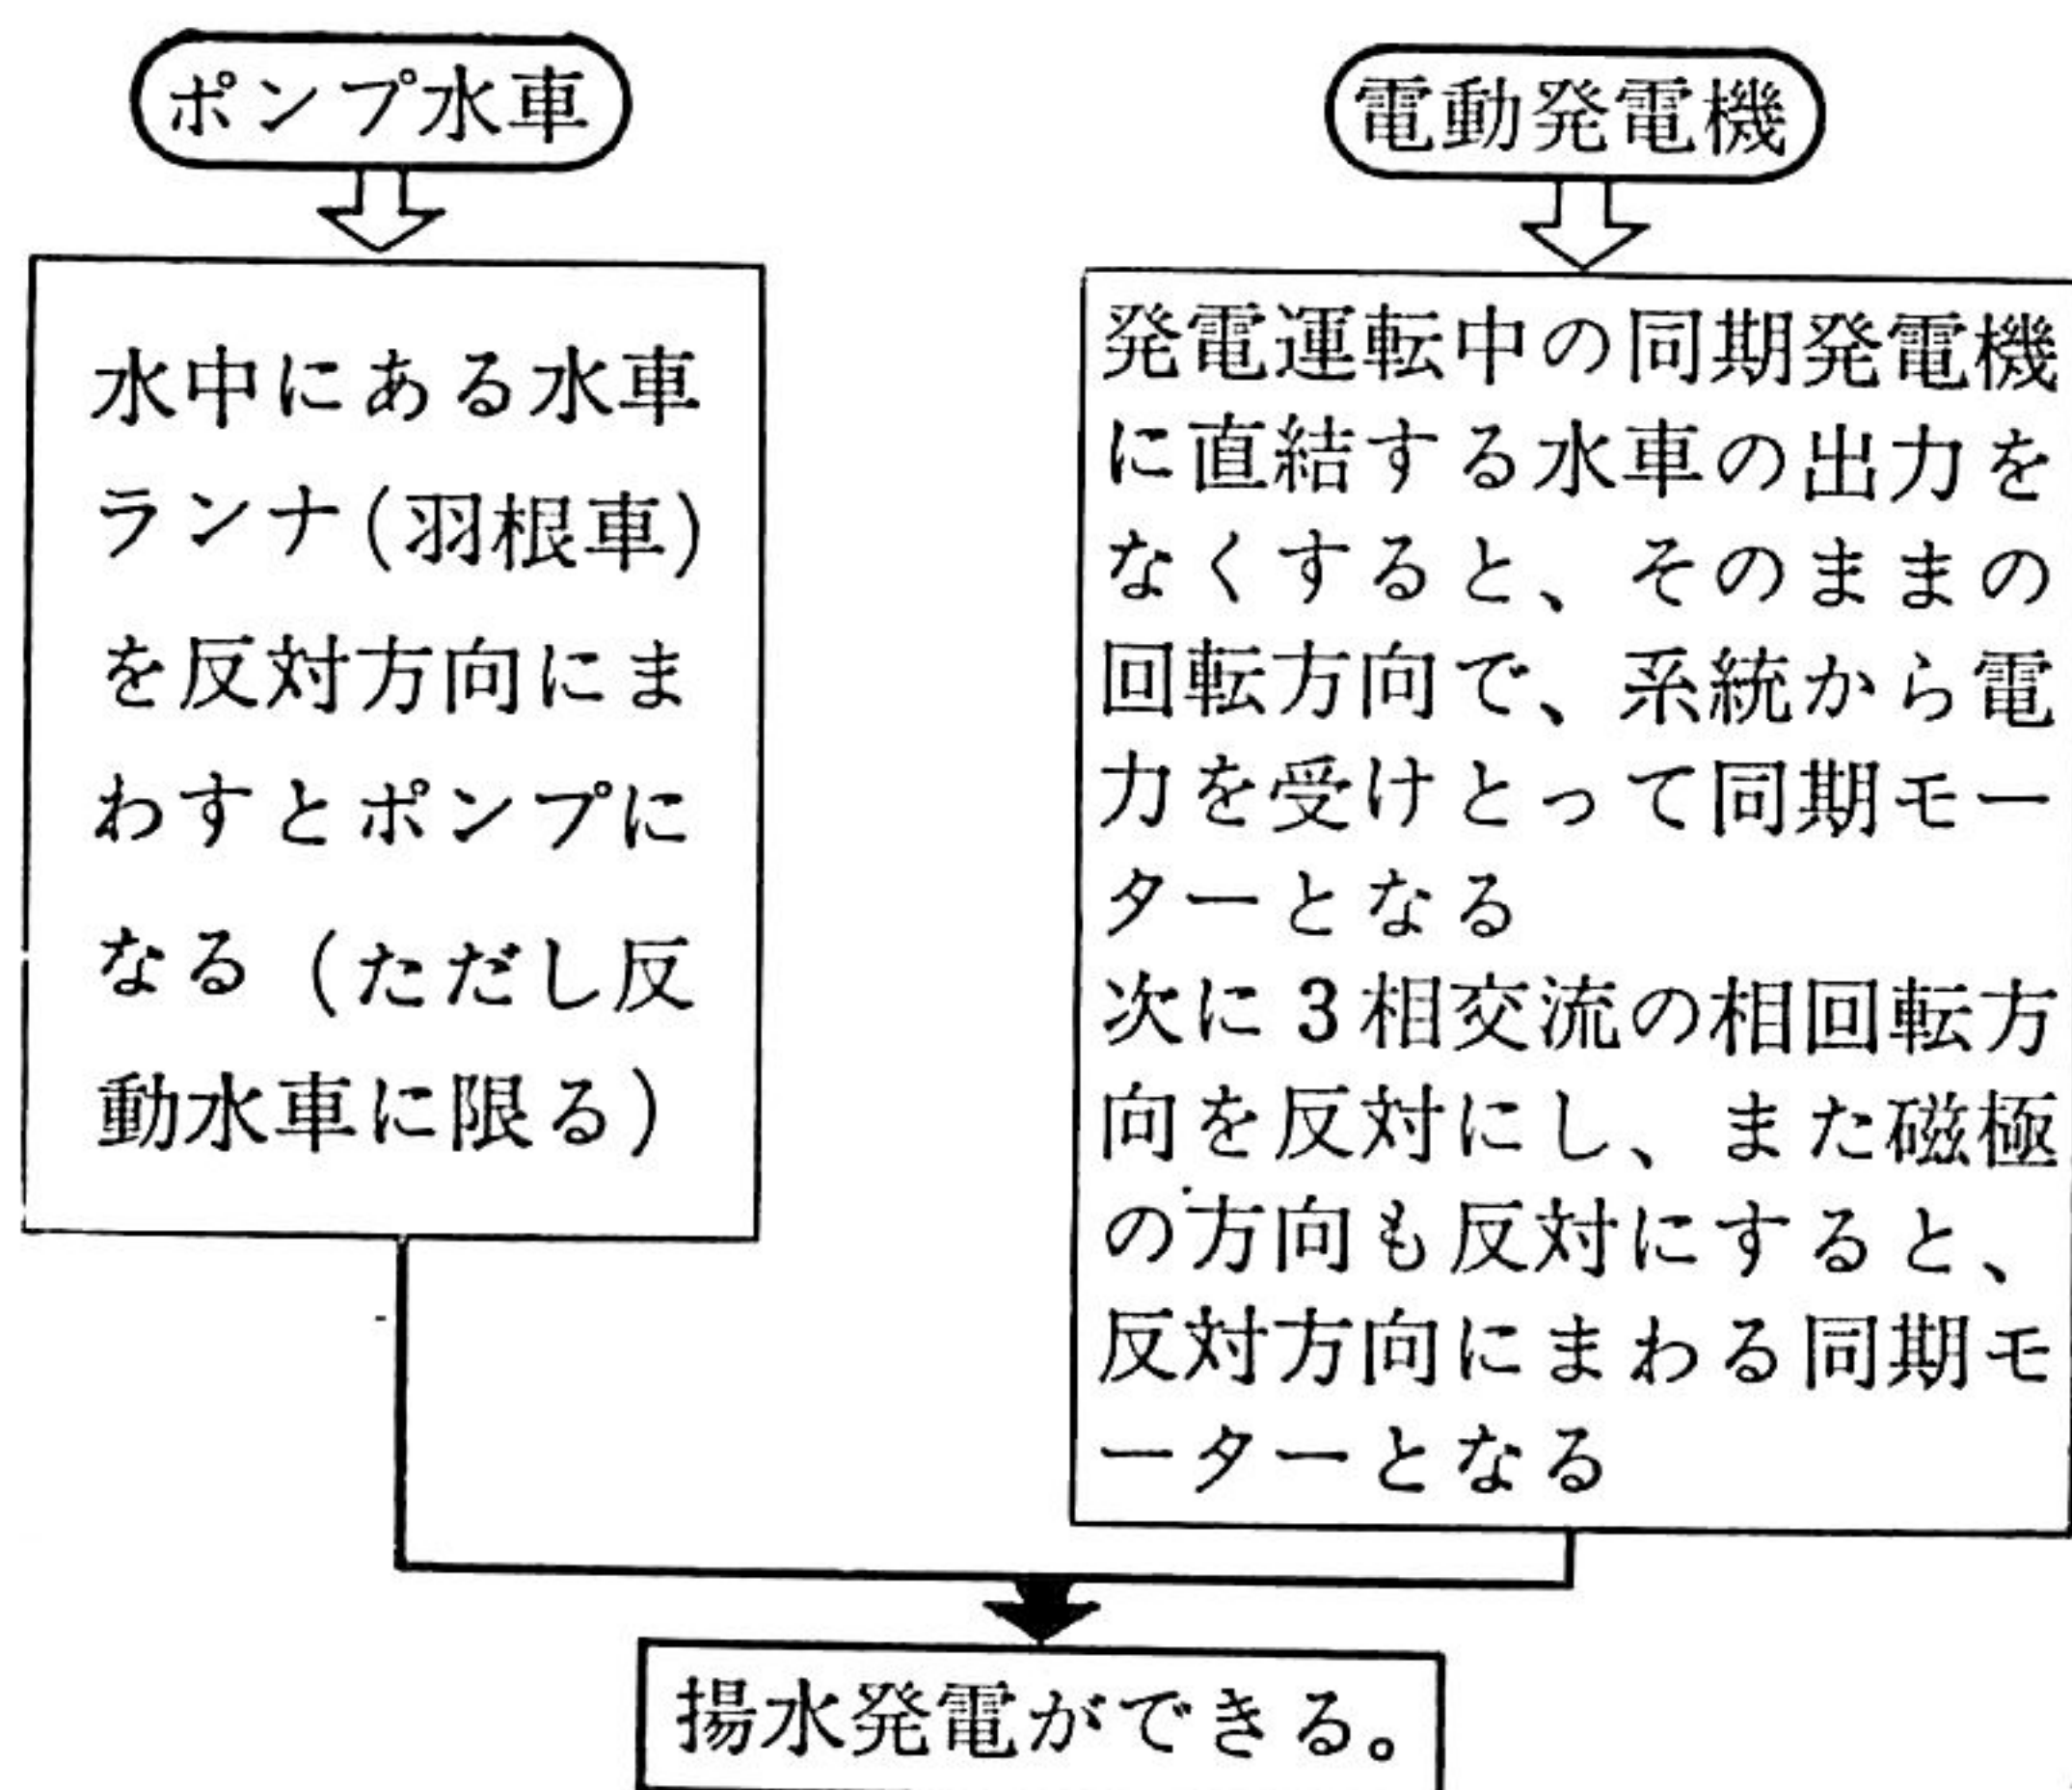 ポンプ水車
水中にある水車
ランナ(羽根車)
を反対方向にま
わすとポンプに
なる(ただし反
動水車に限る)
電動発電機
発電運転中の同期発電機
に直結する水車の出力を
なくすると、そのままの
回転方向で、系統から電
力を受けとって同期モー
ターとなる
次に3相交流の相回転方
向を反対にし、また磁極
の方向も反対にすると、
反対方向にまわる同期モ
ーターとなる
揚水発電ができる。